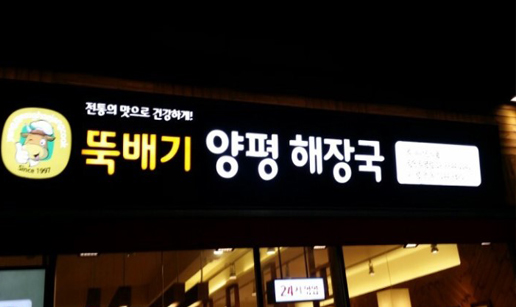 전통의 맛으로 건강하게!
뚝배기 양평 해장국
Since 1997
24시 영업